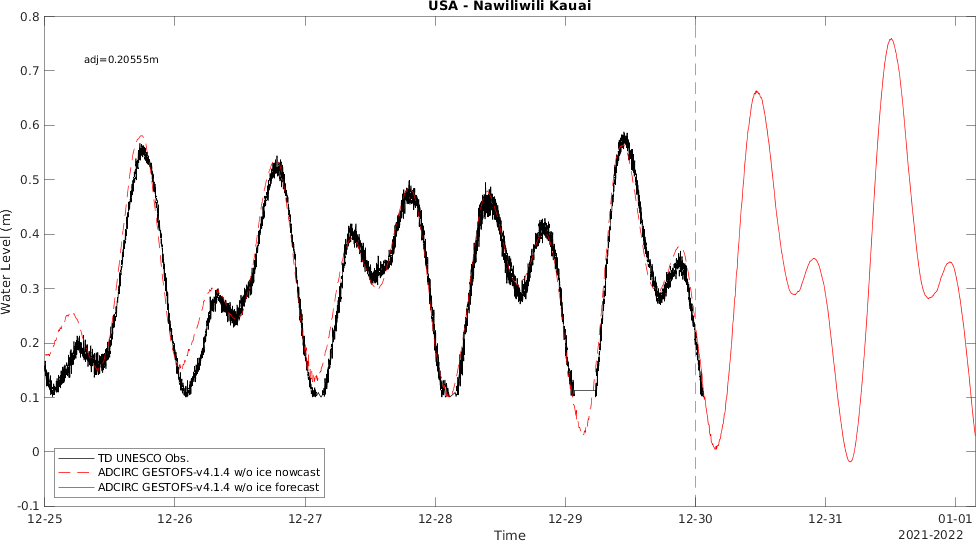 USA - Nawiliwili Kauai
0.8
0.7
0.6
0.5
0.4
0.3
0.2
0.1
0
-0.1
Water Level (m)
adj=0.20555m
TD UNESCO Obs.
ADCIRC GESTOFS-v4.1.4 w/o ice nowcast
ADCIRC GESTOFS-v4.1.4 w/o ice forecast
12-25 12-26 12-27 12-28 12-29 12-30 12-31 01-01
Time
2021-2022